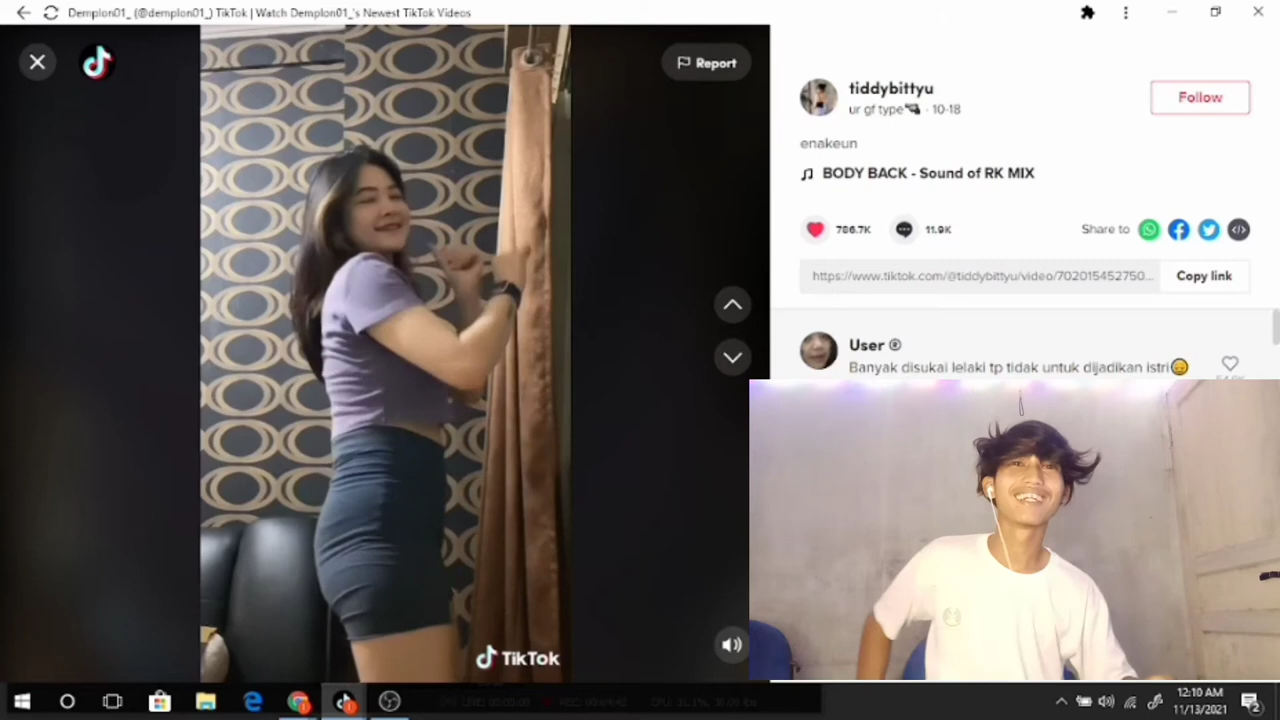 Demplon01_ (@demplon01_) TikTok | Watch Demplon01_'s Newest TikTok Videos
Report
tiddybittyu
ur gf type · 10-18
Follow
enakeun
BODY BACK - Sound of RK MIX
786.7K
11.9K
Share to
https://www.tiktok.com/@tiddybittyu/video/702015452750...
Copy link
User ®
Banyak disukai lelaki tp tidak untuk dijadikan istri😑
TikTok
12:10 AM
11/13/2021
2